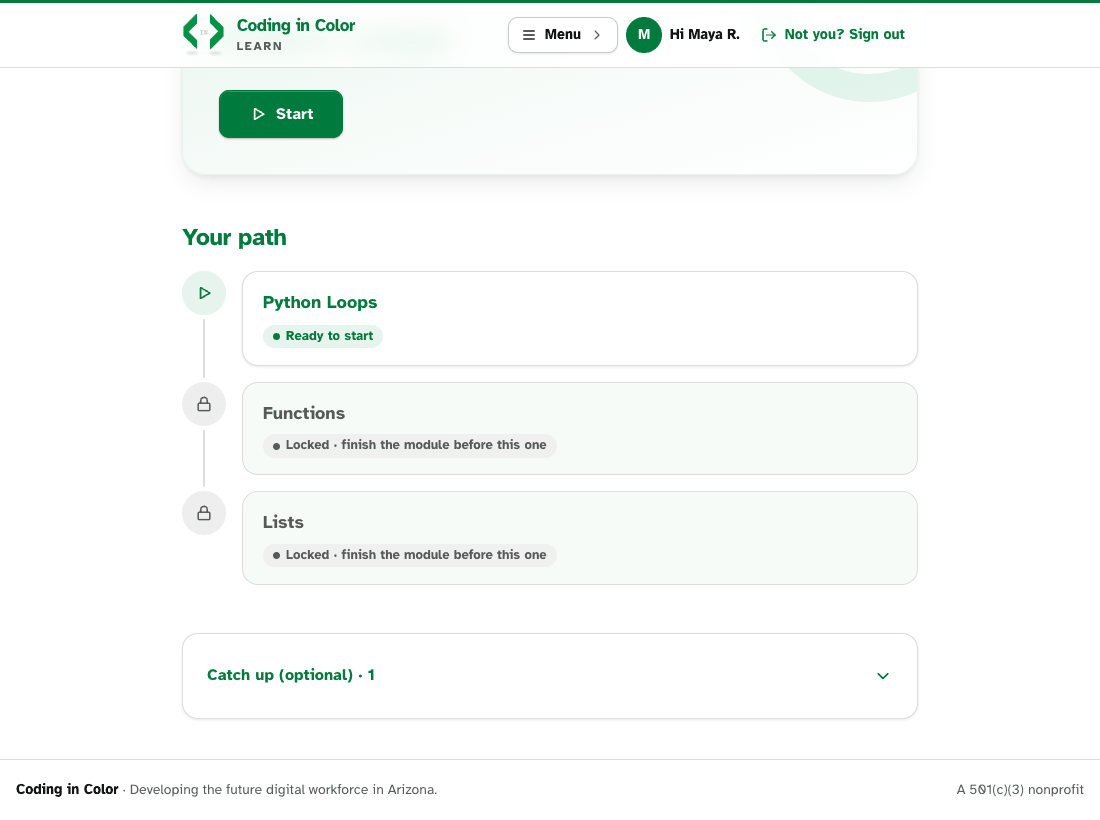 Coding in Color
LEARN
Menu
M
Hi Maya R.
Not you? Sign out
Start
Your path
Python Loops
Ready to start
Functions
Locked · finish the module before this one
Lists
Locked · finish the module before this one
Catch up (optional) · 1
Coding in Color · Developing the future digital workforce in Arizona.
A 501(c)(3) nonprofit